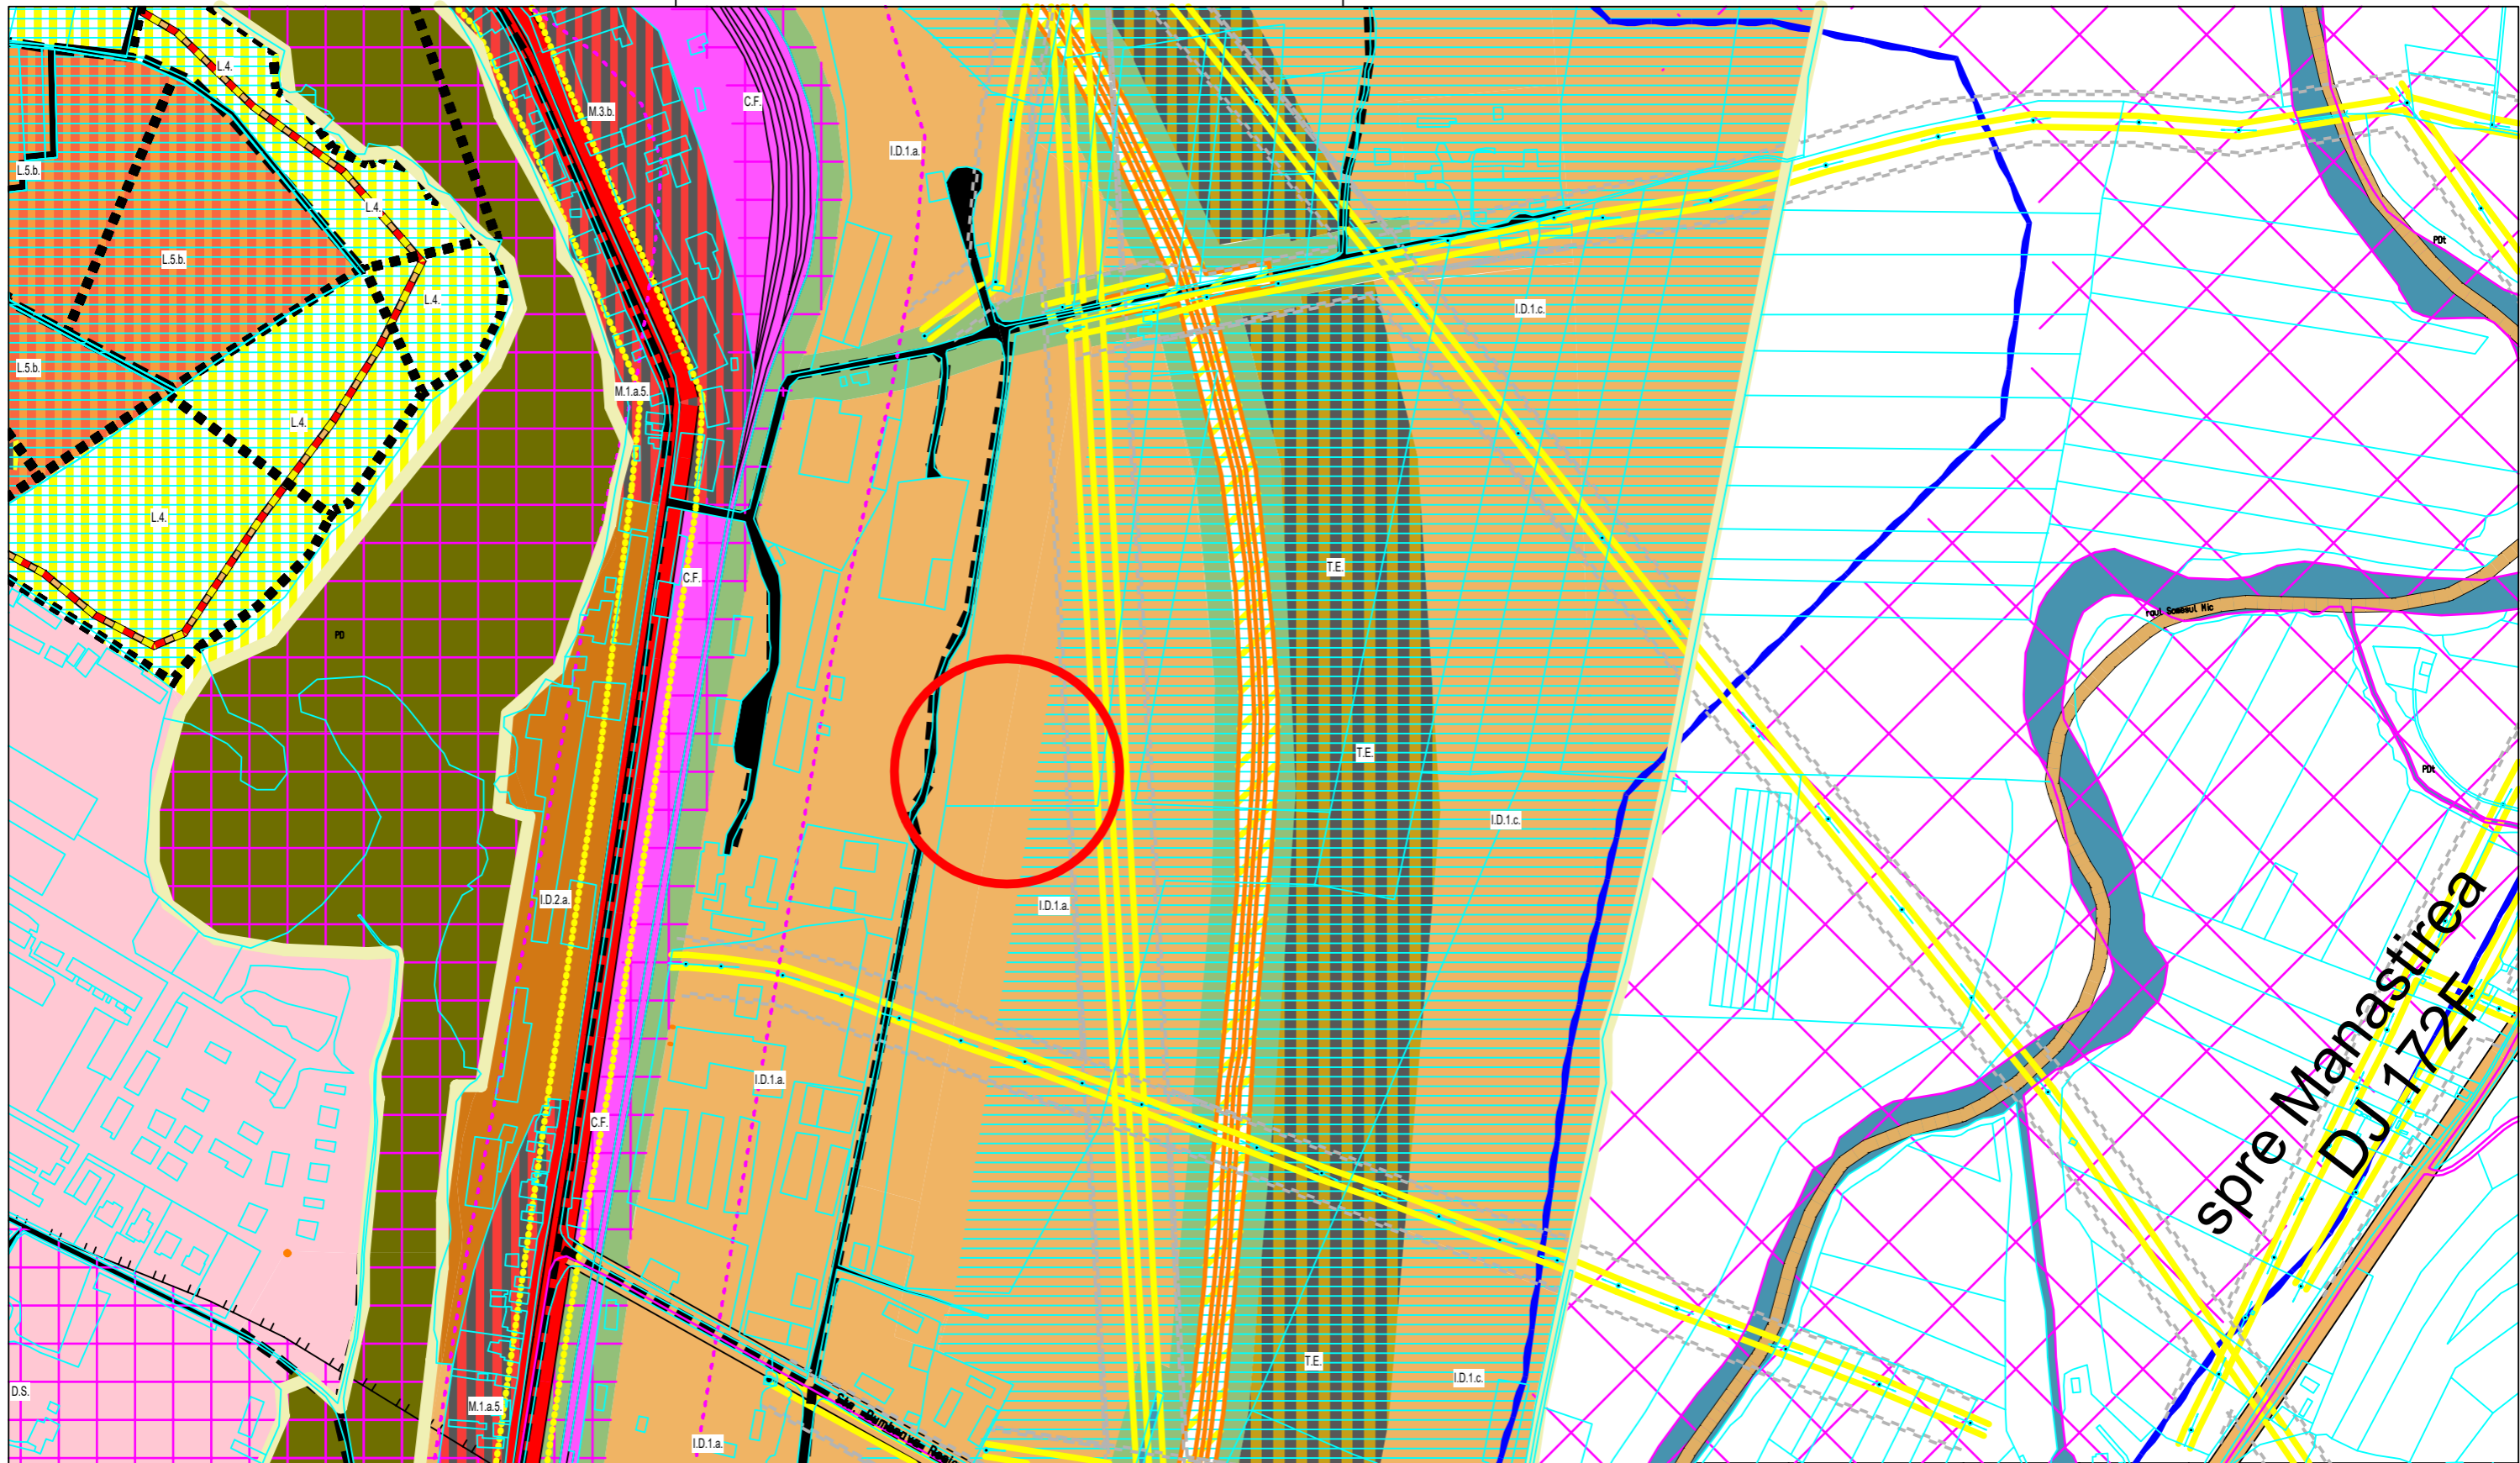 L.4.
M.3.b.
C.F.
I.D.1.a.
L.5.b.
L.4.
PDt
L.5.b.
L.4.
I.D.1.c.
L.5.b.
M.1.a.5.
L.4.
L.4.
T.E.
C.F.
PD
T.E.
PDt
I.D.1.c.
I.D.2.a.
I.D.1.a.
spre Manastirea
DJ 172F
I.D.1.a.
C.F.
T.E.
I.D.1.c.
D.S.
M.1.a.5.
I.D.1.a.